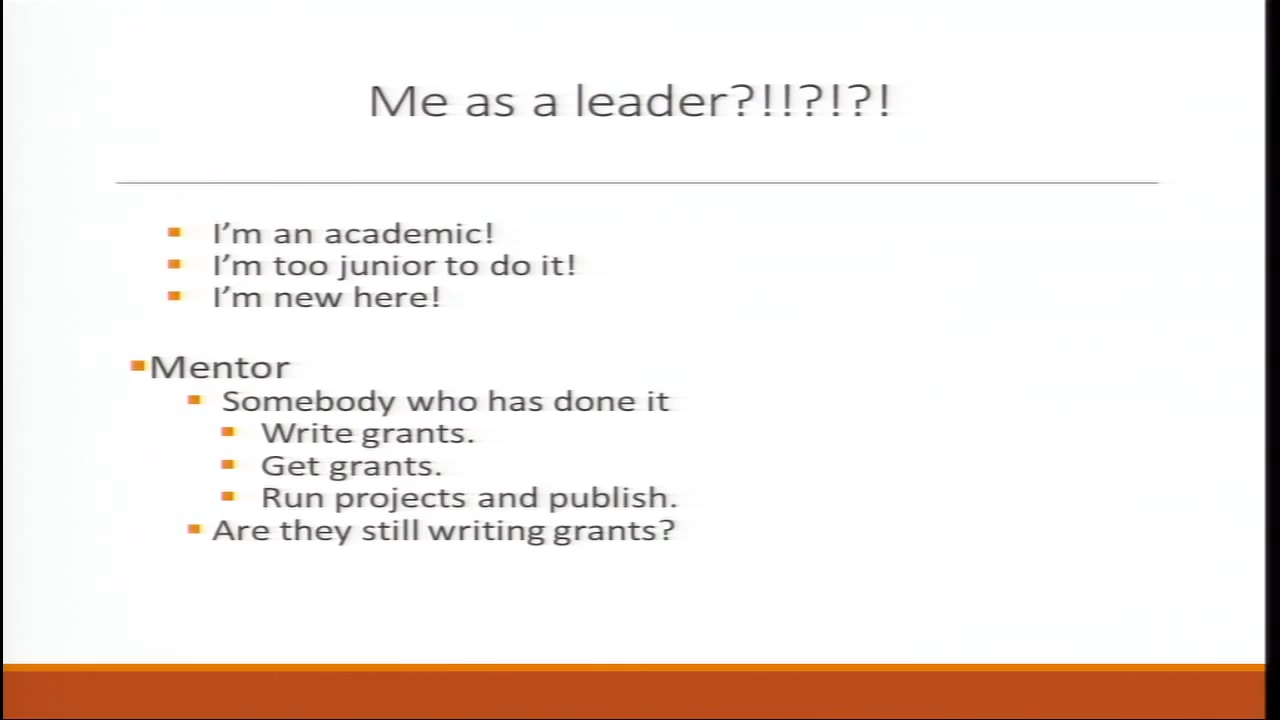 Me as a leader?!!?!?!
I'm an academic!
I'm too junior to do it!
I'm new here!
Mentor
Somebody who has done it
Write grants.
Get grants.
Run projects and publish.
Are they still writing grants?